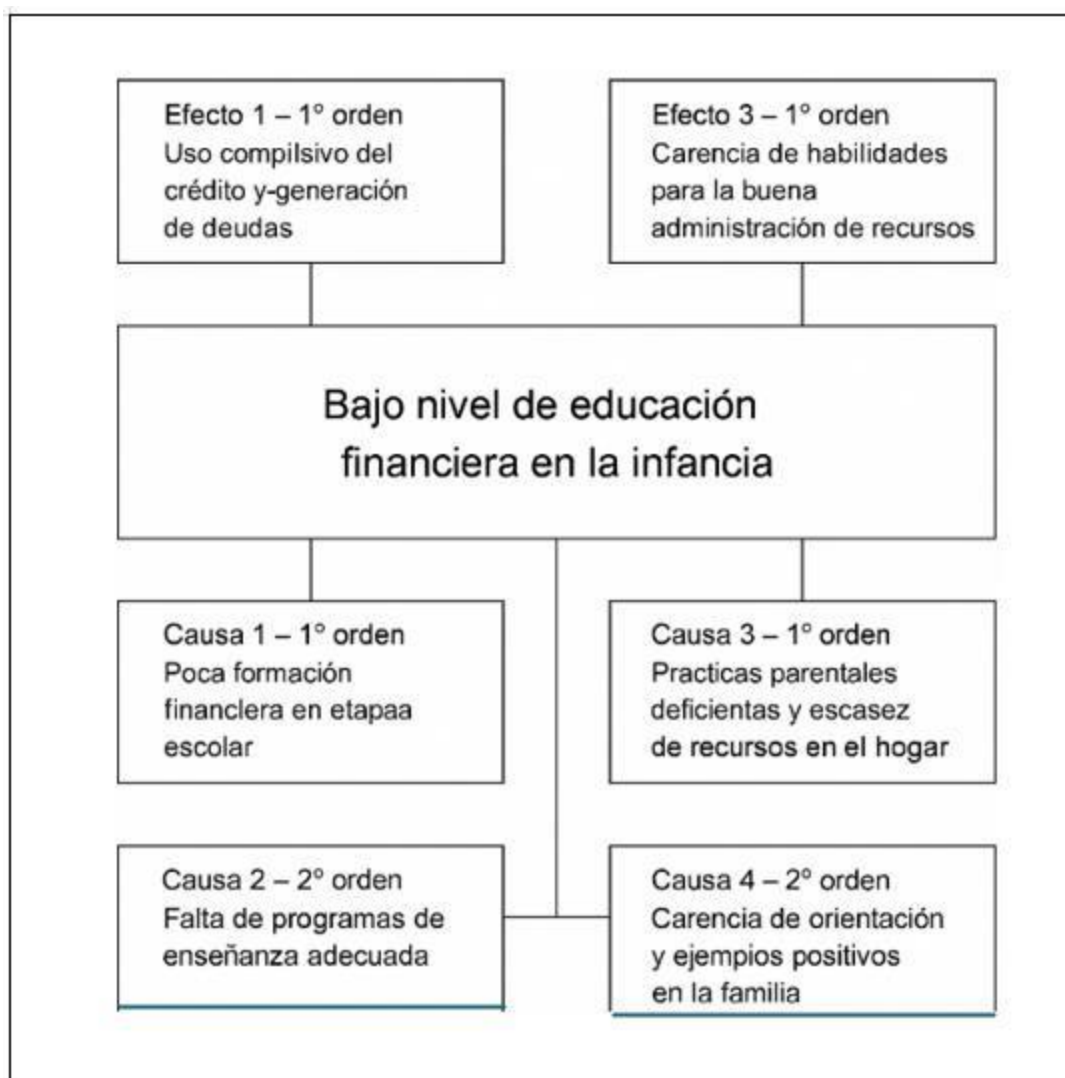 Efecto 1 – 1° orden
Uso compilsivo del
crédito y-generación
de deudas
Efecto 3 – 1° orden
Carencia de habilidades
para la buena
administración de recursos
Bajo nivel de educación
financiera en la infancia
Causa 1 – 1° orden
Poca formación
financlera en etapaa
escolar
Causa 3 – 1° orden
Practicas parentales
deficientas y escasez
de recursos en el hogar
Causa 2 – 2° orden
Falta de programas de
enseñanza adecuada
Causa 4 – 2° orden
Carencia de orientación
y ejempios positivos
en la familia